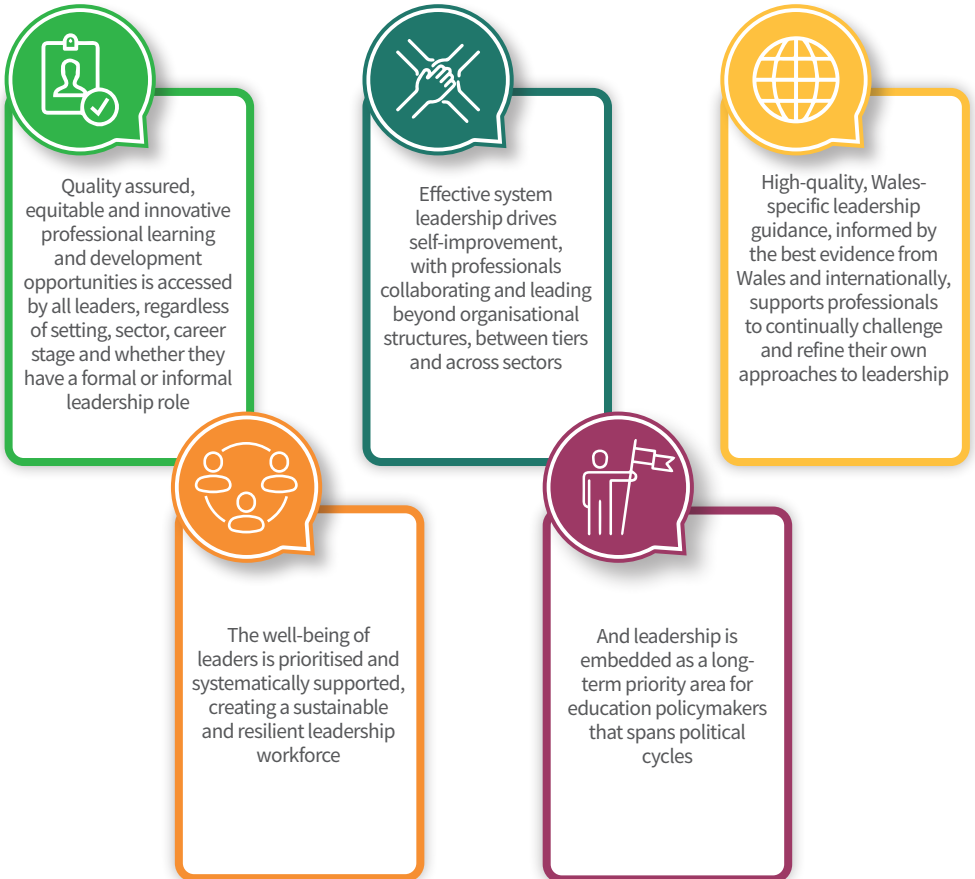 Quality assured,
equitable and innovative
professional learning
and development
opportunities is accessed
by all leaders, regardless
of setting, sector, career
stage and whether they
have a formal or informal
leadership role
Effective system
leadership drives
self-improvement,
with professionals
collaborating and leading
beyond organisational
structures, between tiers
and across sectors
High-quality, Wales-
specific leadership
guidance, informed by
the best evidence from
Wales and internationally,
supports professionals
to continually challenge
and refine their own
approaches to leadership
The well-being of
leaders is prioritised and
systematically supported,
creating a sustainable
and resilient leadership
workforce
And leadership is
embedded as a long-
term priority area for
education policymakers
that spans political
cycles